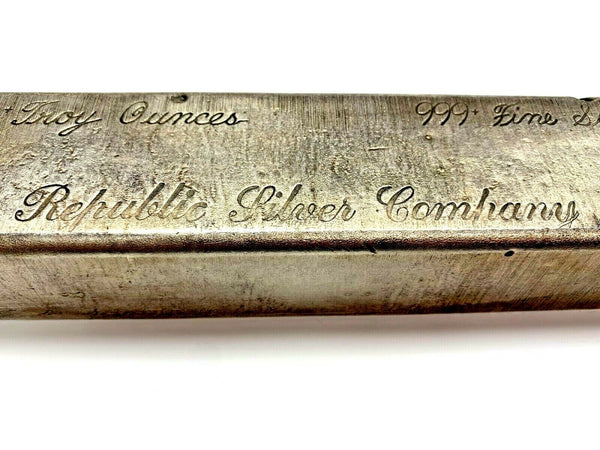 + Troy Ounces 999+ Fine
Republic Silver Company